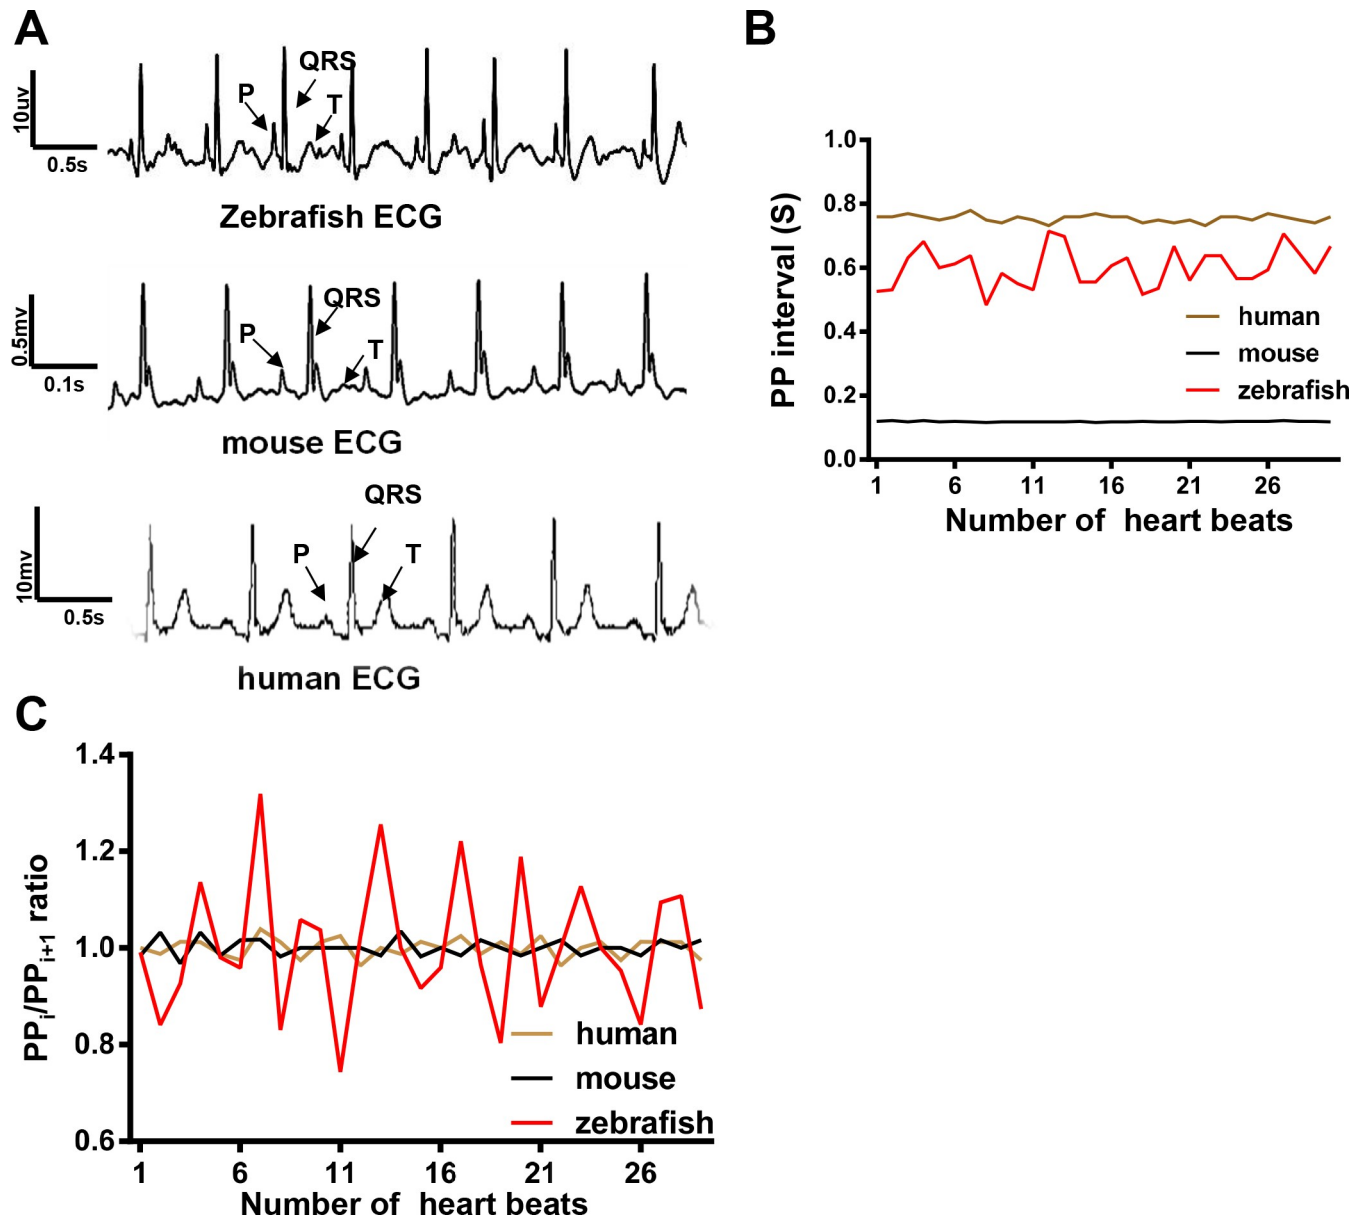 A
10uv
0.5s
P
QRS
T
Zebrafish ECG
0.5mv
0.1s
P
QRS
T
mouse ECG
10mv
0.5s
P
QRS
T
human ECG
B
PP interval (S)
1.0
0.8
0.6
0.4
0.2
0.0
1 6 11 16 21 26
Number of heart beats
human
mouse
zebrafish
C
PPi/PPi+1 ratio
1.4
1.2
1.0
0.8
0.6
1 6 11 16 21 26
Number of heart beats
human
mouse
zebrafish